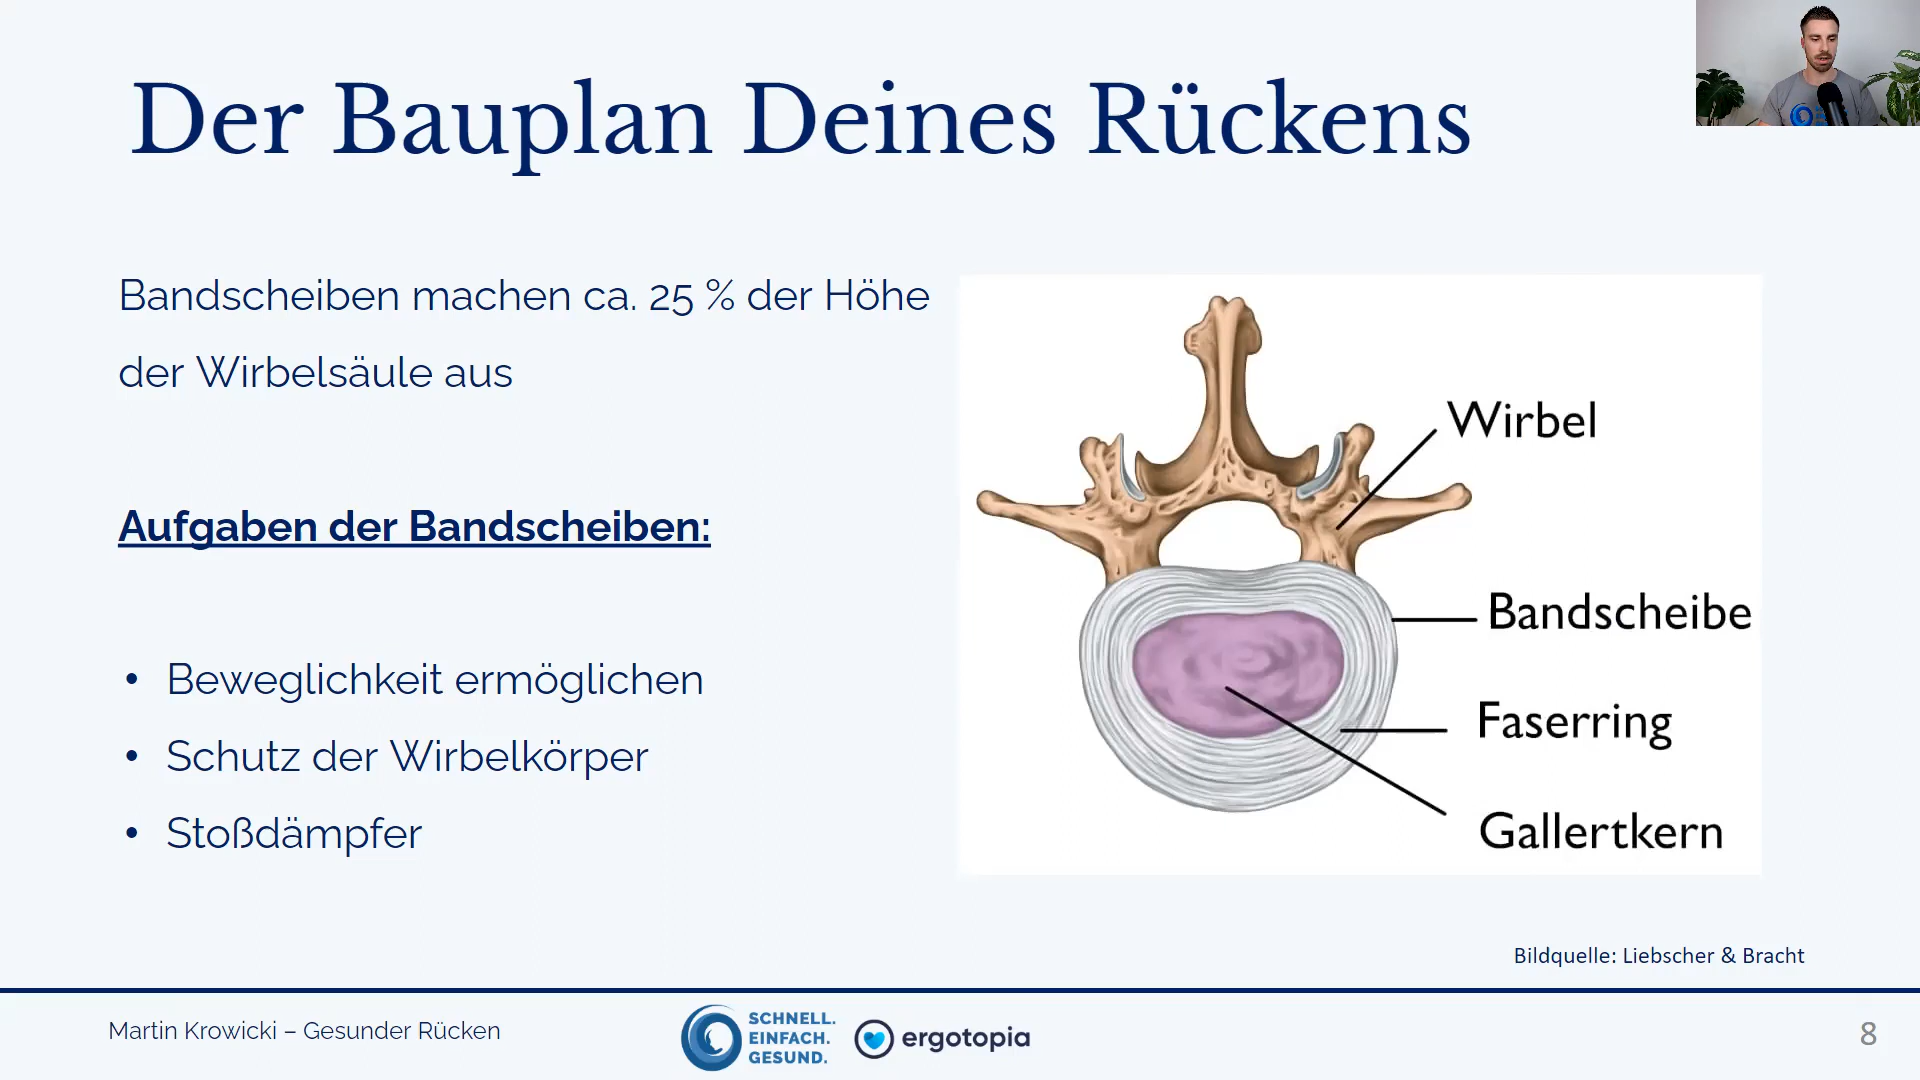 Der Bauplan Deines Rückens
Bandscheiben machen ca. 25 % der Höhe
der Wirbelsäule aus
Aufgaben der Bandscheiben:
• Beweglichkeit ermöglichen
• Schutz der Wirbelkörper
• Stoßdämpfer
Wirbel
Bandscheibe
Faserring
Gallertkern
Bildquelle: Liebscher & Bracht
Martin Krowicki – Gesunder Rücken
SCHNELL.
EINFACH.
GESUND.
ergotopia
8